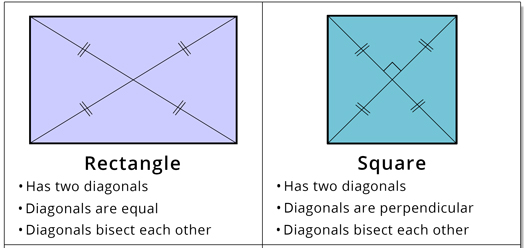 Rectangle
• Has two diagonals
• Diagonals are equal
• Diagonals bisect each other
Square
• Has two diagonals
• Diagonals are perpendicular
• Diagonals bisect each other